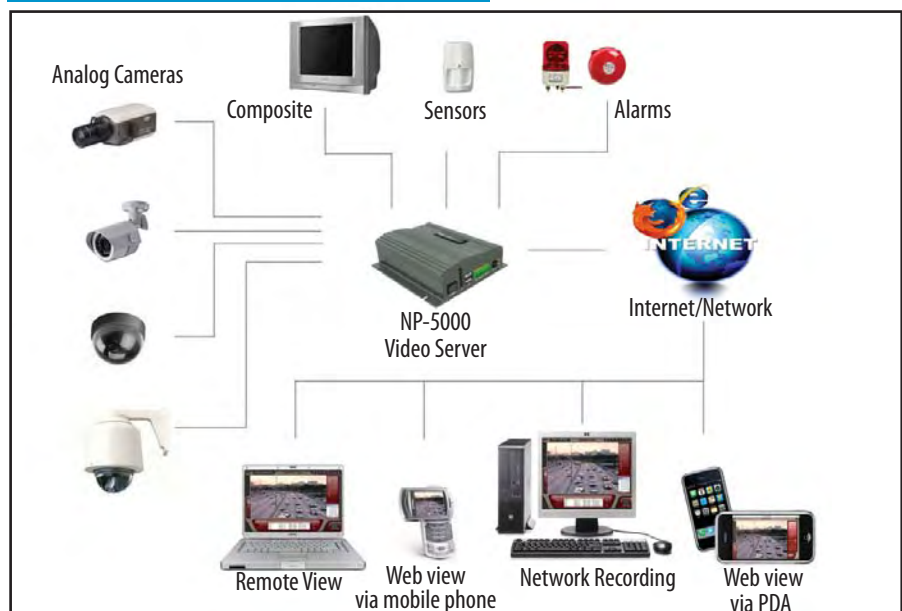 Analog Cameras
Composite
Sensors
Alarms
INTERNET
Internet/Network
NP-5000
Video Server
Remote View
Web view
via mobile phone
Network Recording
Web view
via PDA